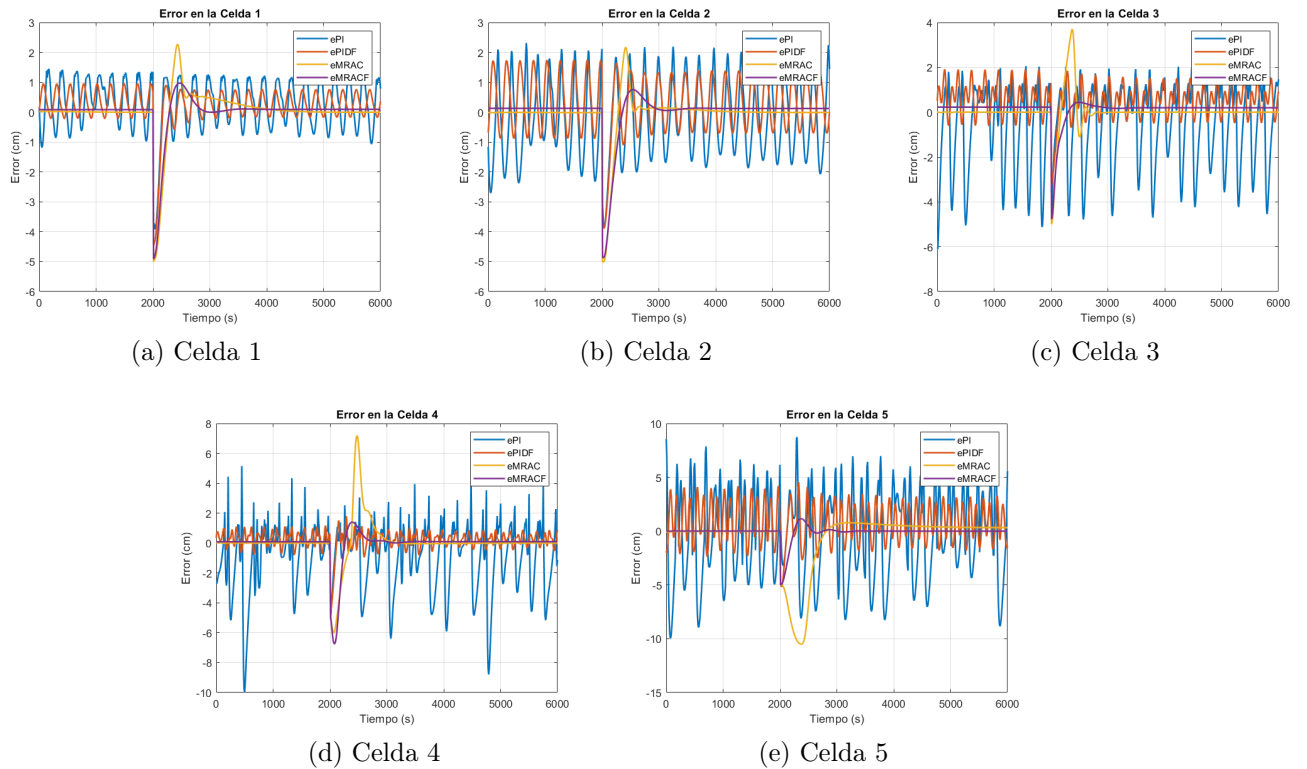 Error en la Celda 1
3
2
1
0
-1
-2
-3
-4
-5
-6
Error (cm)
0 1000 2000 3000 4000 5000 6000
Tiempo (s)
ePI
ePIDF
eMRAC
eMRACF
(a) Celda 1
Error en la Celda 2
3
2
1
0
-1
-2
-3
-4
-5
-6
Error (cm)
0 1000 2000 3000 4000 5000 6000
Tiempo (s)
ePI
ePIDF
eMRAC
eMRACF
(b) Celda 2
Error en la Celda 3
4
2
0
-2
-4
-6
-8
Error (cm)
0 1000 2000 3000 4000 5000 6000
Tiempo (s)
ePI
ePIDF
eMRAC
eMRACF
(c) Celda 3
Error en la Celda 4
8
6
4
2
0
-2
-4
-6
-8
-10
Error (cm)
0 1000 2000 3000 4000 5000 6000
Tiempo (s)
ePI
ePIDF
eMRAC
eMRACF
(d) Celda 4
Error en la Celda 5
10
5
0
-5
-10
-15
Error (cm)
0 1000 2000 3000 4000 5000 6000
Tiempo (s)
ePI
ePIDF
eMRAC
eMRACF
(e) Celda 5